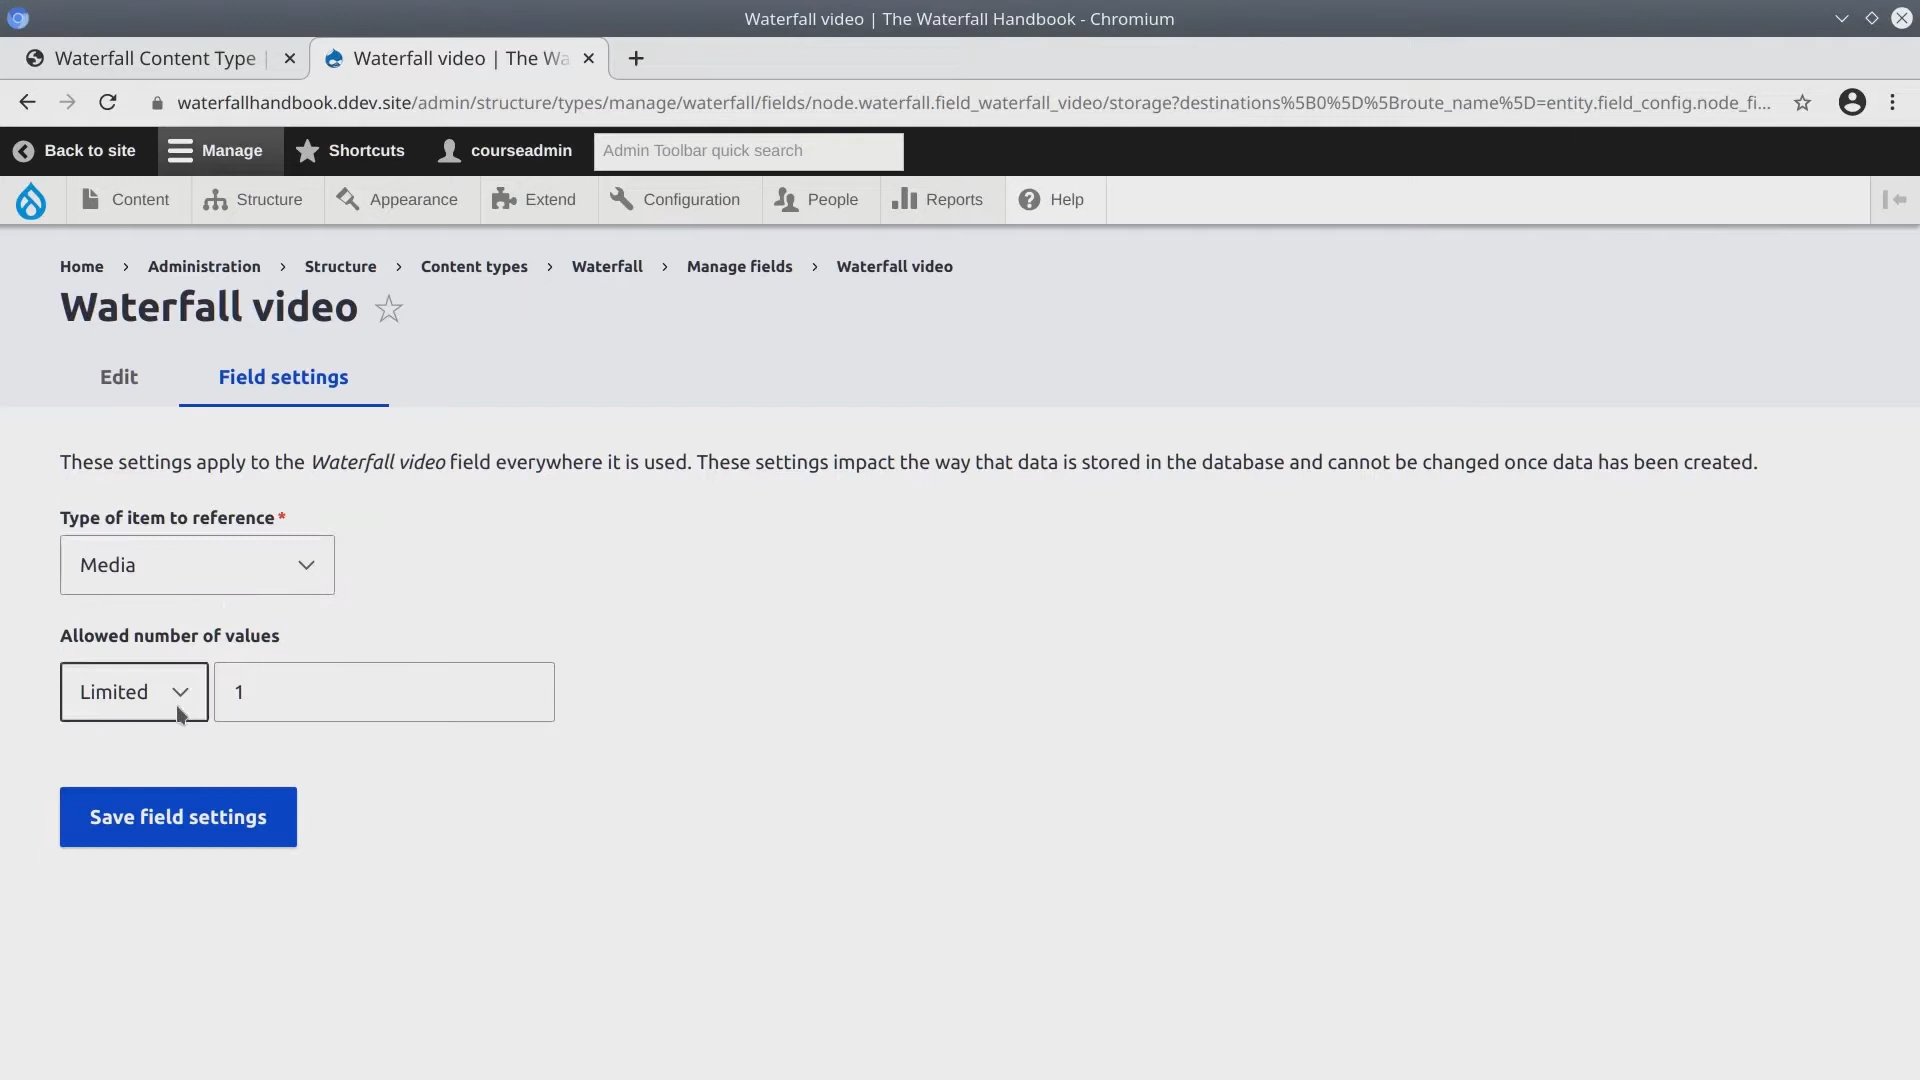 Waterfall video | The Waterfall Handbook - Chromium
Waterfall Content Type |
Waterfall video | The Wa
waterfallhandbook.ddev.site/admin/structure/types/manage/waterfall/fields/node.waterfall.field_waterfall_video/storage?destinations%5B0%5D%5Broute_name%5D=entity.field_config.node_fi...
Back to site
Manage
Shortcuts
courseadmin
Admin Toolbar quick search
Content
Structure
Appearance
Extend
Configuration
People
Reports
Help
Home > Administration > Structure > Content types > Waterfall > Manage fields > Waterfall video
Waterfall video
Edit
Field settings
These settings apply to the Waterfall video field everywhere it is used. These settings impact the way that data is stored in the database and cannot be changed once data has been created.
Type of item to reference*
Media
Allowed number of values
Limited
1
Save field settings